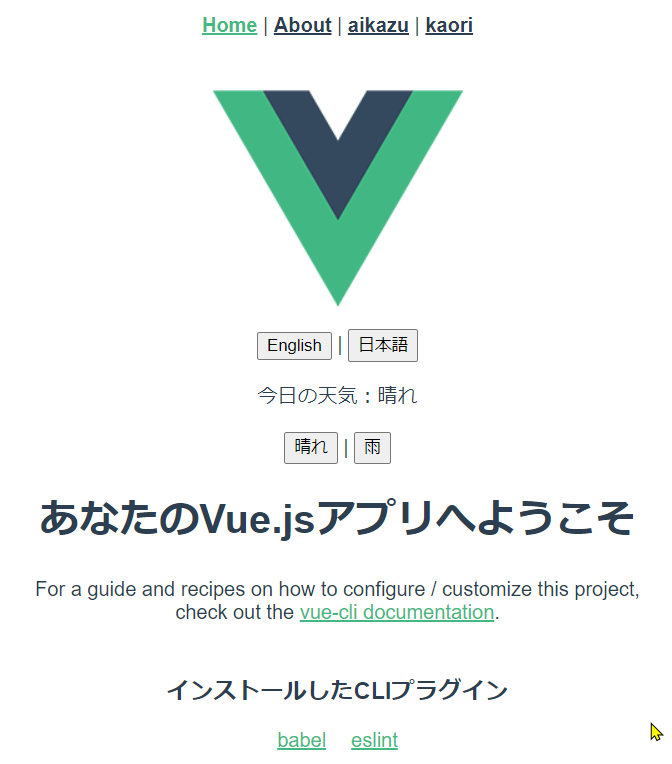 Home | About | aikazu | kaori
English | 日本語
今日の天気：晴れ
晴れ | 雨
あなたのVue.jsアプリへようこそ
For a guide and recipes on how to configure / customize this project,
check out the vue-cli documentation.
インストールしたCLIプラグイン
babel eslint